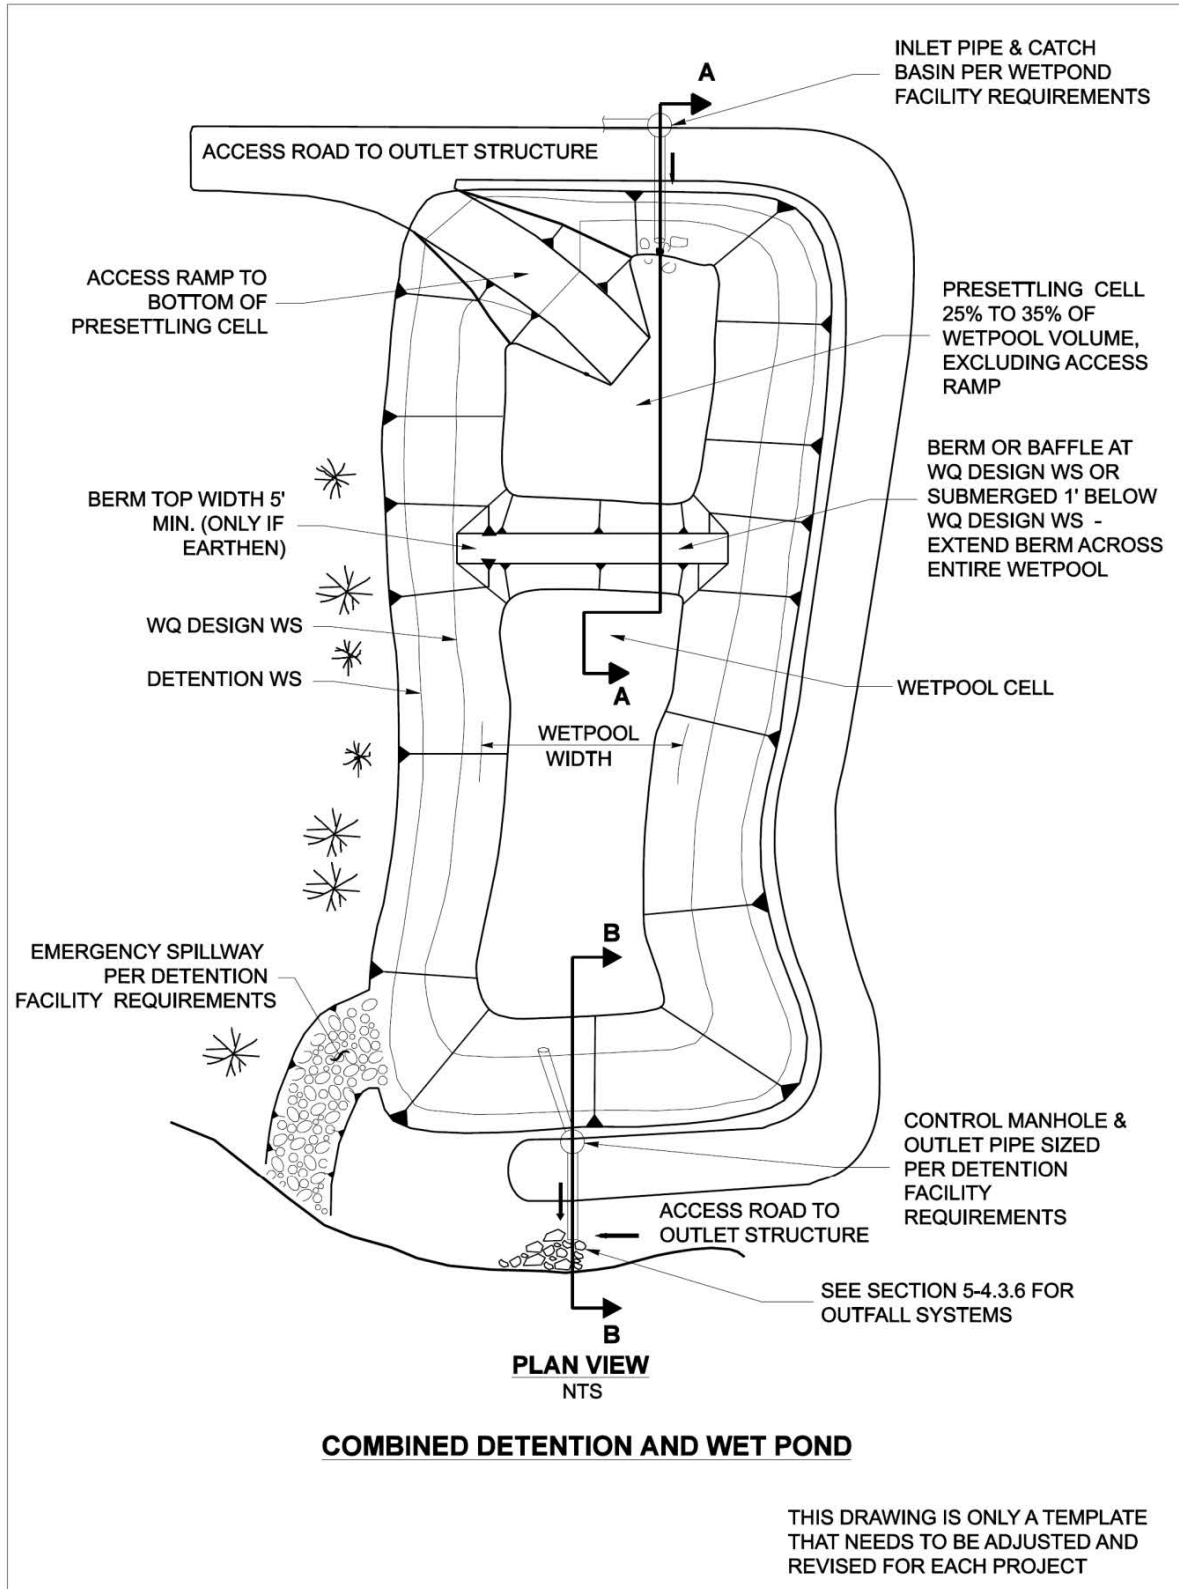 INLET PIPE & CATCH
BASIN PER WETPOND
FACILITY REQUIREMENTS
A
ACCESS ROAD TO OUTLET STRUCTURE
ACCESS RAMP TO
BOTTOM OF
PRESETTLING CELL
PRESETTLING CELL
25% TO 35% OF
WETPOOL VOLUME,
EXCLUDING ACCESS
RAMP
BERM OR BAFFLE AT
WQ DESIGN WS OR
SUBMERGED 1' BELOW
WQ DESIGN WS -
EXTEND BERM ACROSS
ENTIRE WETPOOL
BERM TOP WIDTH 5'
MIN. (ONLY IF
EARTHEN)
WQ DESIGN WS
DETENTION WS
A
WETPOOL CELL
WETPOOL
WIDTH
B
EMERGENCY SPILLWAY
PER DETENTION
FACILITY REQUIREMENTS
CONTROL MANHOLE &
OUTLET PIPE SIZED
PER DETENTION
FACILITY
REQUIREMENTS
ACCESS ROAD TO
OUTLET STRUCTURE
SEE SECTION 5-4.3.6 FOR
OUTFALL SYSTEMS
B
PLAN VIEW
NTS
COMBINED DETENTION AND WET POND
THIS DRAWING IS ONLY A TEMPLATE
THAT NEEDS TO BE ADJUSTED AND
REVISED FOR EACH PROJECT